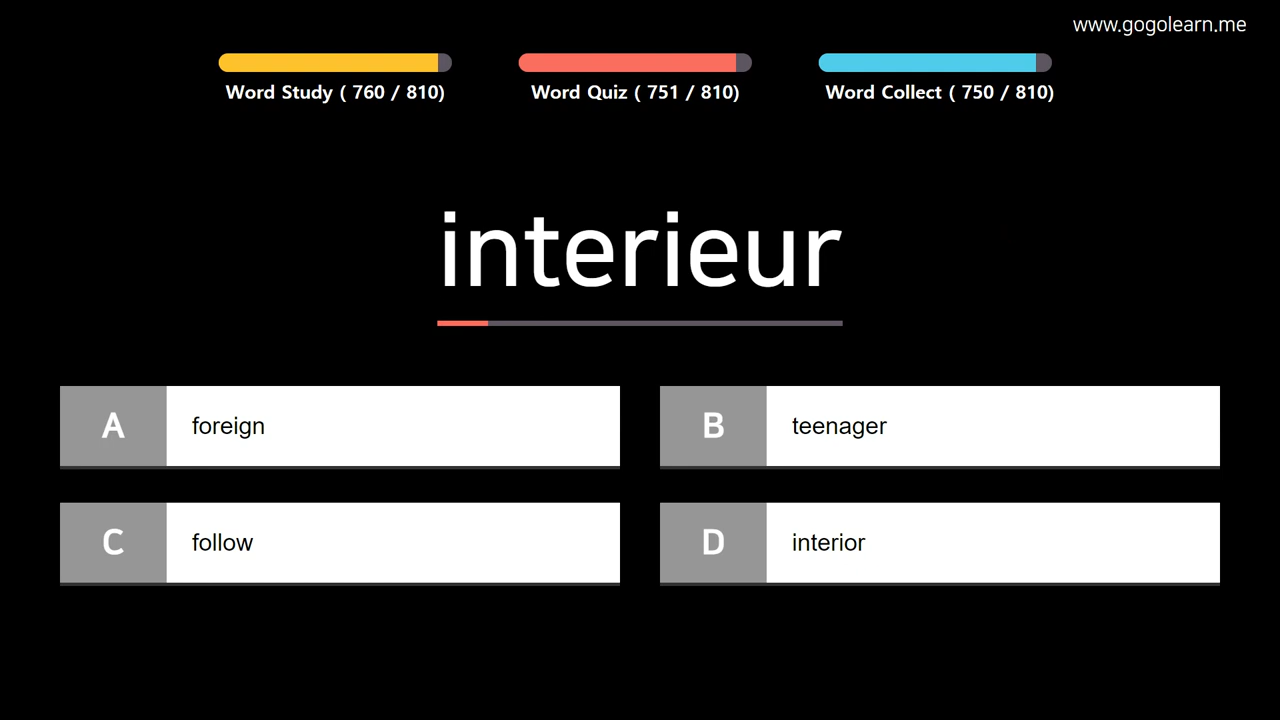 www.gogolearn.me
Word Study ( 760 / 810)
Word Quiz ( 751 / 810)
Word Collect ( 750 / 810)
interieur
A foreign
B teenager
C follow
D interior